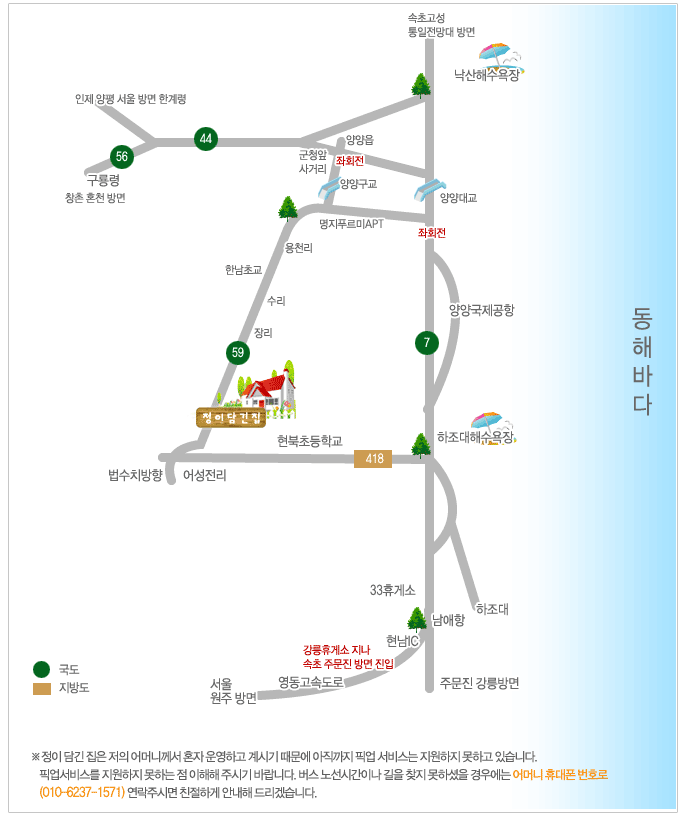 속초고성
통일전망대 방면
낙산해수욕장
인제 양평 서울 방면 한계령
44
양양읍
56
군청앞
사거리
좌회전
구룡령
창촌 혼천 방면
양양구교
양양대교
명지푸르미APT
좌회전
용천리
한남초교
수리
양양국제공항
동해바다
장리
59
7
정이담긴집
현북초등학교
하조대해수욕장
418
법수치방향
어성전리
33휴게소
하조대
남애항
현남IC
강릉휴게소 지나
속초 주문진 방면 진입
국도
지방도
서울
원주 방면
영동고속도로
주문진 강릉방면
※ 정이 담긴 집은 저의 어머니께서 혼자 운영하고 계시기 때문에 아직까지 픽업 서비스는 지원하지 못하고 있습니다.
픽업서비스를 지원하지 못하는 점 이해해 주시기 바랍니다. 버스 노선시간이나 길을 찾지 못하셨을 경우에는 어머니 휴대폰 번호로
(010-6237-1571) 연락주시면 친절하게 안내해 드리겠습니다.